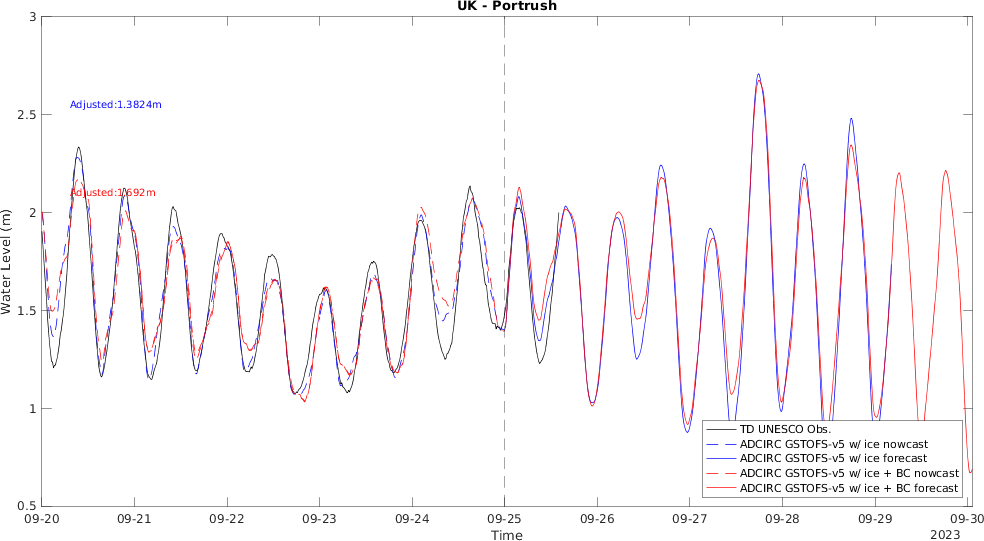 UK - Portrush
Water Level (m)
3
2.5
2
1.5
1
0.5
Adjusted:1.3824m
Adjusted:1.1592m
TD UNESCO Obs.
ADCIRC GSTOFS-v5 w/ ice nowcast
ADCIRC GSTOFS-v5 w/ ice forecast
ADCIRC GSTOFS-v5 w/ ice + BC nowcast
ADCIRC GSTOFS-v5 w/ ice + BC forecast
09-20 09-21 09-22 09-23 09-24 09-25 09-26 09-27 09-28 09-29 09-30
Time
2023